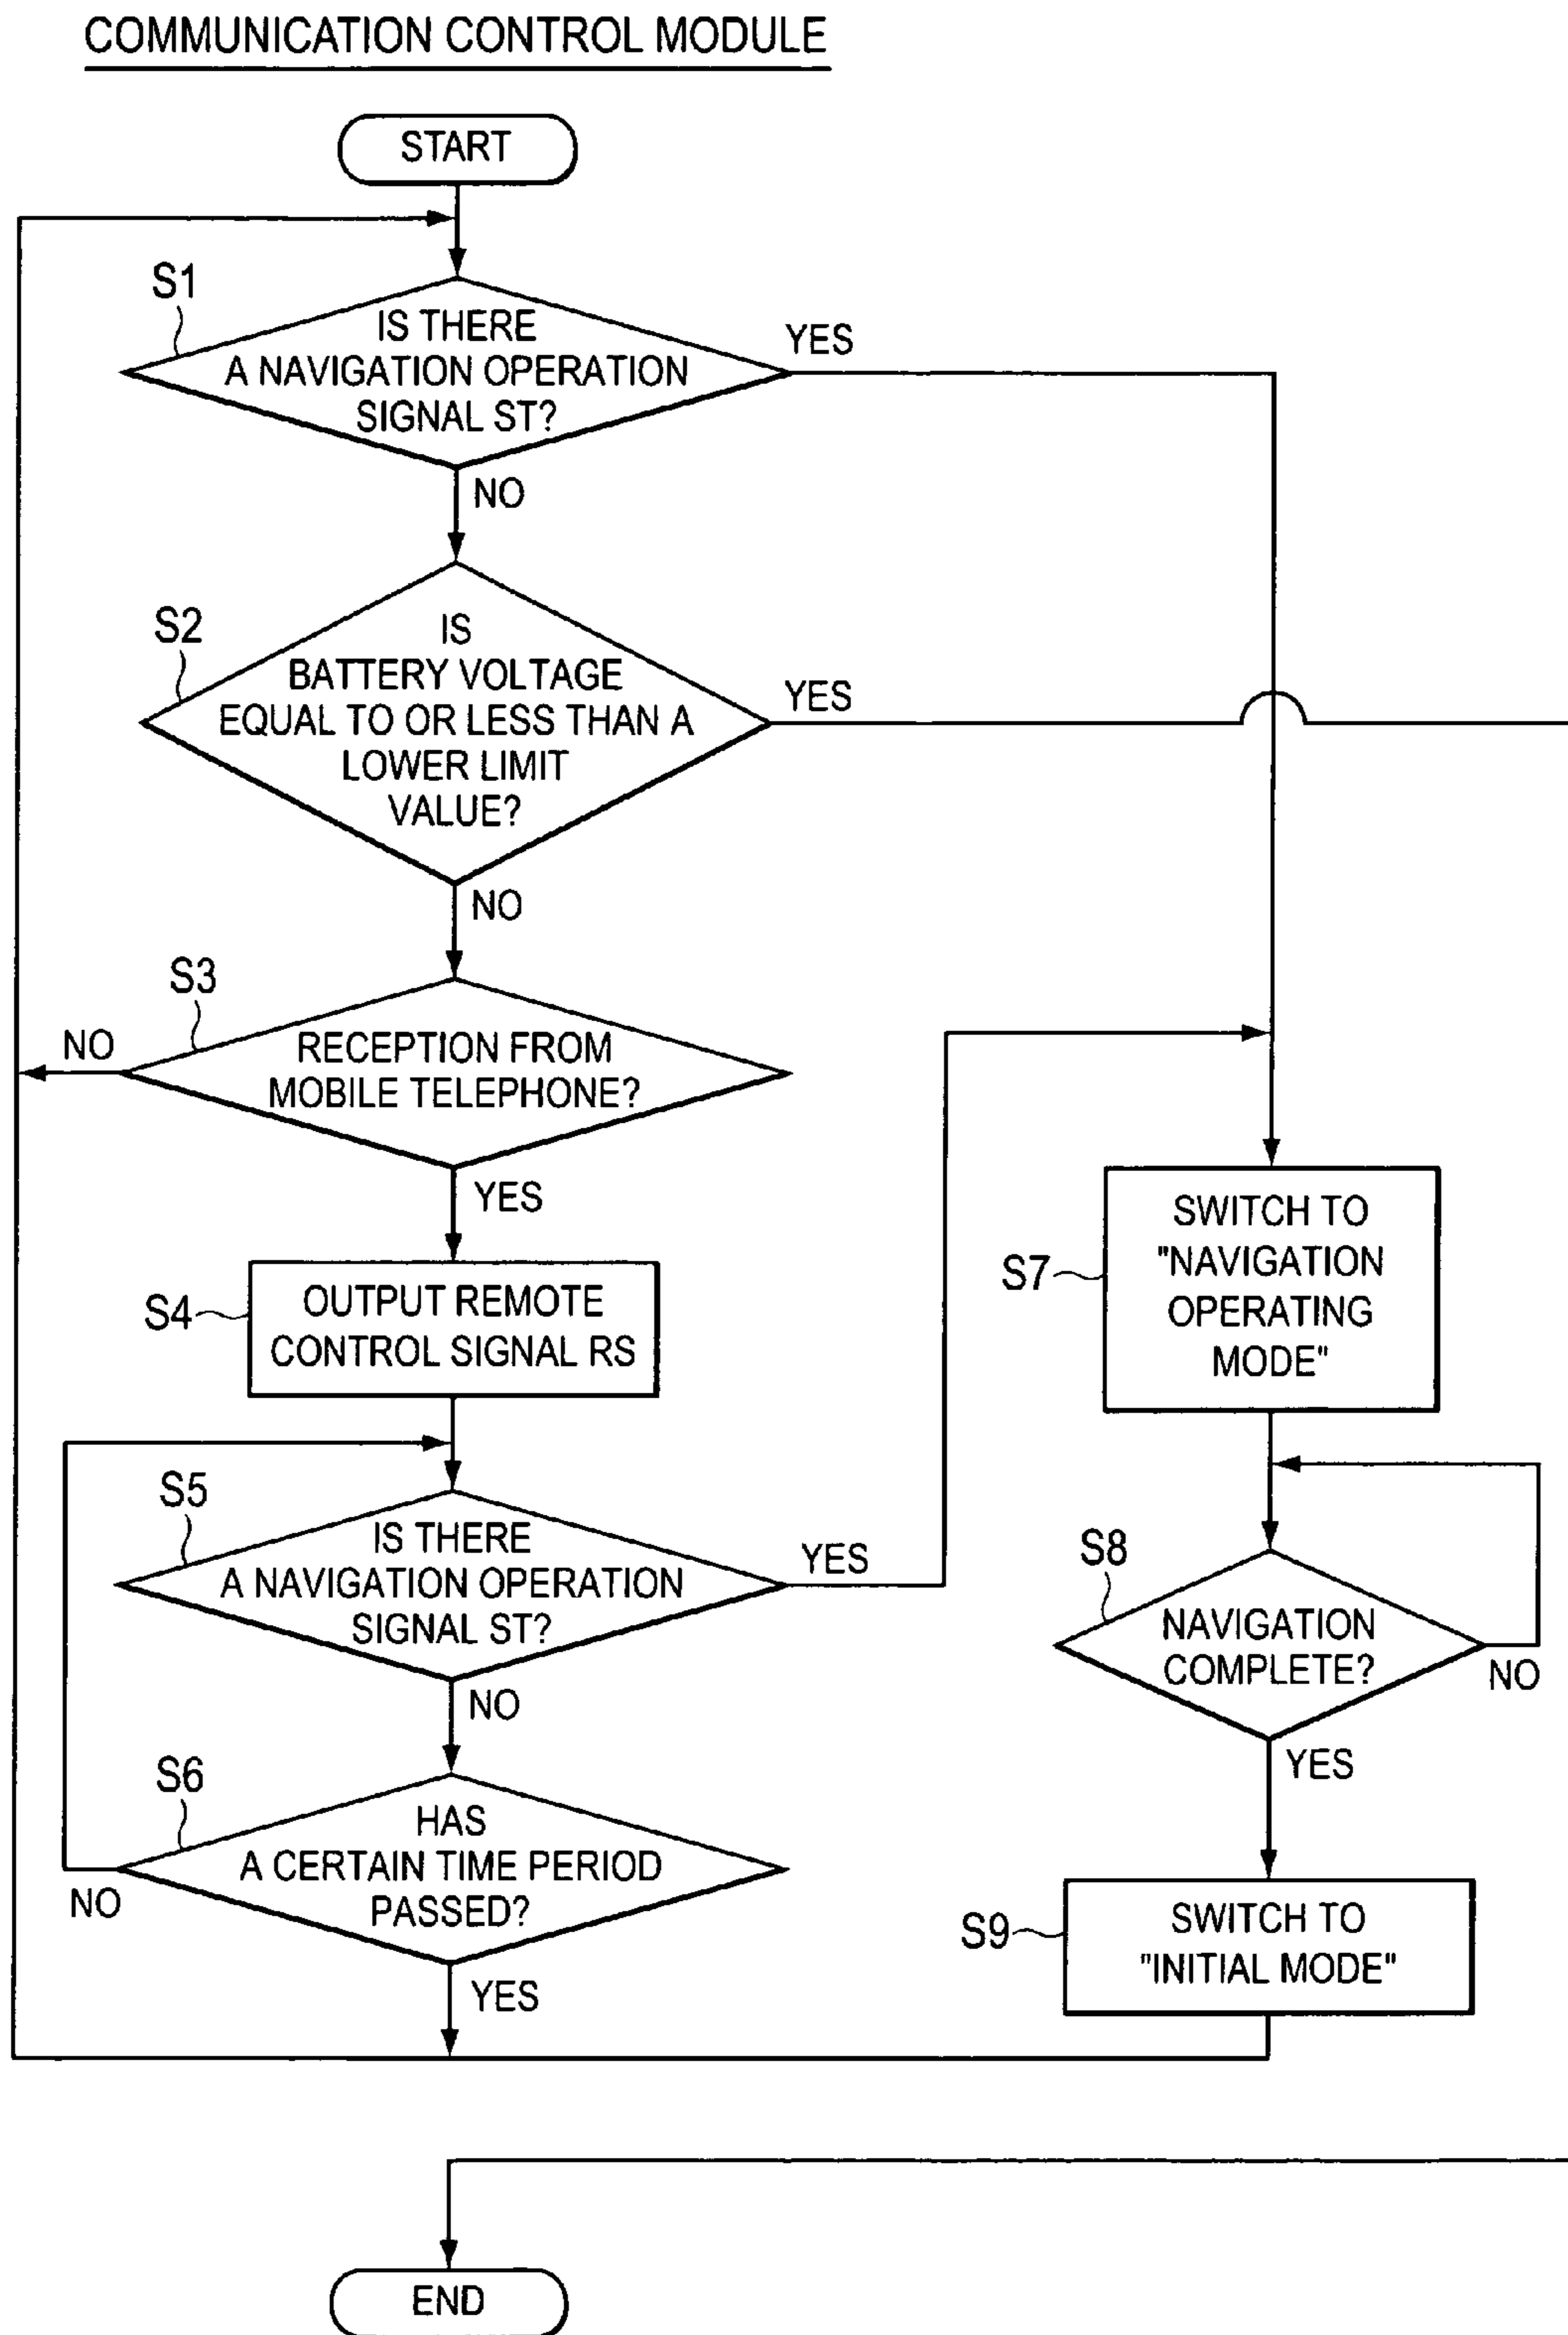 COMMUNICATION CONTROL MODULE
START
S1
IS THERE
A NAVIGATION OPERATION
SIGNAL ST?
YES
NO
S2
IS
BATTERY VOLTAGE
EQUAL TO OR LESS THAN A
LOWER LIMIT
VALUE?
YES
NO
S3
RECEPTION FROM
MOBILE TELEPHONE?
NO
YES
S4
OUTPUT REMOTE
CONTROL SIGNAL RS
S5
IS THERE
A NAVIGATION OPERATION
SIGNAL ST?
YES
NO
S6
HAS
A CERTAIN TIME PERIOD
PASSED?
NO
YES
S7
SWITCH TO
"NAVIGATION
OPERATING
MODE"
S8
NAVIGATION
COMPLETE?
NO
YES
S9
SWITCH TO
"INITIAL MODE"
END